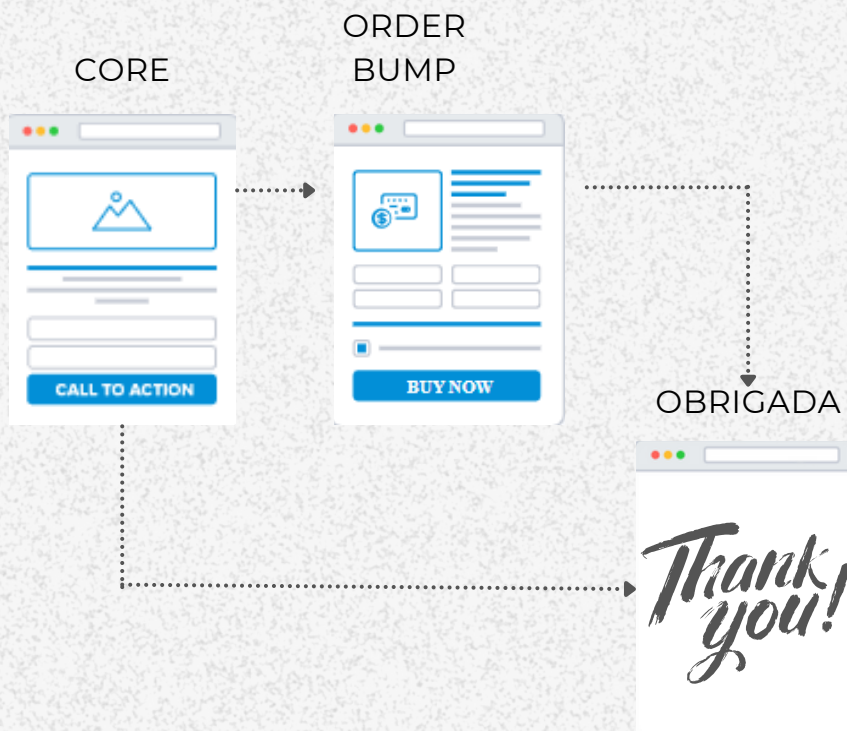 CORE
ORDER
BUMP
CALL TO ACTION
BUY NOW
OBRIGADA
Thank
you!